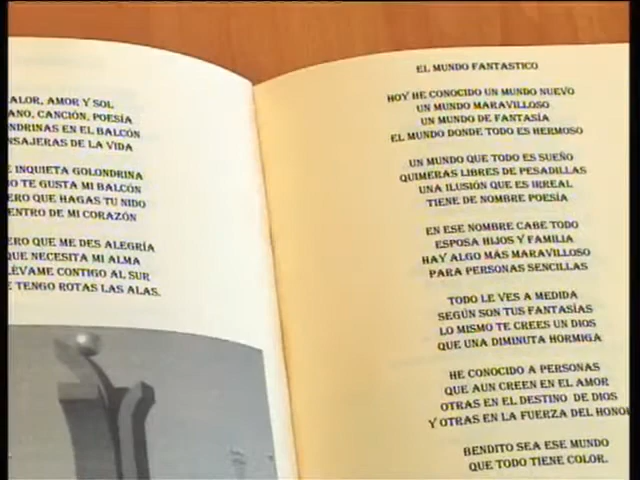 ALOR, AMOR Y SOL
ANO, CANCIÓN, POESÍA
NDRINAS EN EL BALCÓN
NSAJERAS DE LA VIDA
E INQUIETA GOLONDRINA
O TE GUSTA MI BALCÓN
ERO QUE HAGAS TU NIDO
ENTRO DE MI CORAZÓN
ERO QUE ME DES ALEGRÍA
QUE NECESITA MI ALMA
LÉVAME CONTIGO AL SUR
E TENGO ROTAS LAS ALAS.
EL MUNDO FANTASTICO
HOY HE CONOCIDO UN MUNDO NUEVO
UN MUNDO MARAVILLOSO
UN MUNDO DE FANTASÍA
EL MUNDO DONDE TODO ES HERMOSO
UN MUNDO QUE TODO ES SUEÑO
QUIMERAS LIBRES DE PESADILLAS
UNA ILUSIÓN QUE ES IRREAL
TIENE DE NOMBRE POESÍA
EN ESE NOMBRE CABE TODO
ESPOSA HIJOS Y FAMILIA
HAY ALGO MÁS MARAVILLOSO
PARA PERSONAS SENCILLAS
TODO LE VES A MEDIDA
SEGÚN SON TUS FANTASÍAS
LO MISMO TE CREES UN DIOS
QUE UNA DIMINUTA HORMIGA
HE CONOCIDO A PERSONAS
QUE AUN CREEN EN EL AMOR
OTRAS EN EL DESTINO DE DIOS
Y OTRAS EN LA FUERZA DEL HONO
BENDITO SEA ESE MUNDO
QUE TODO TIENE COLOR.